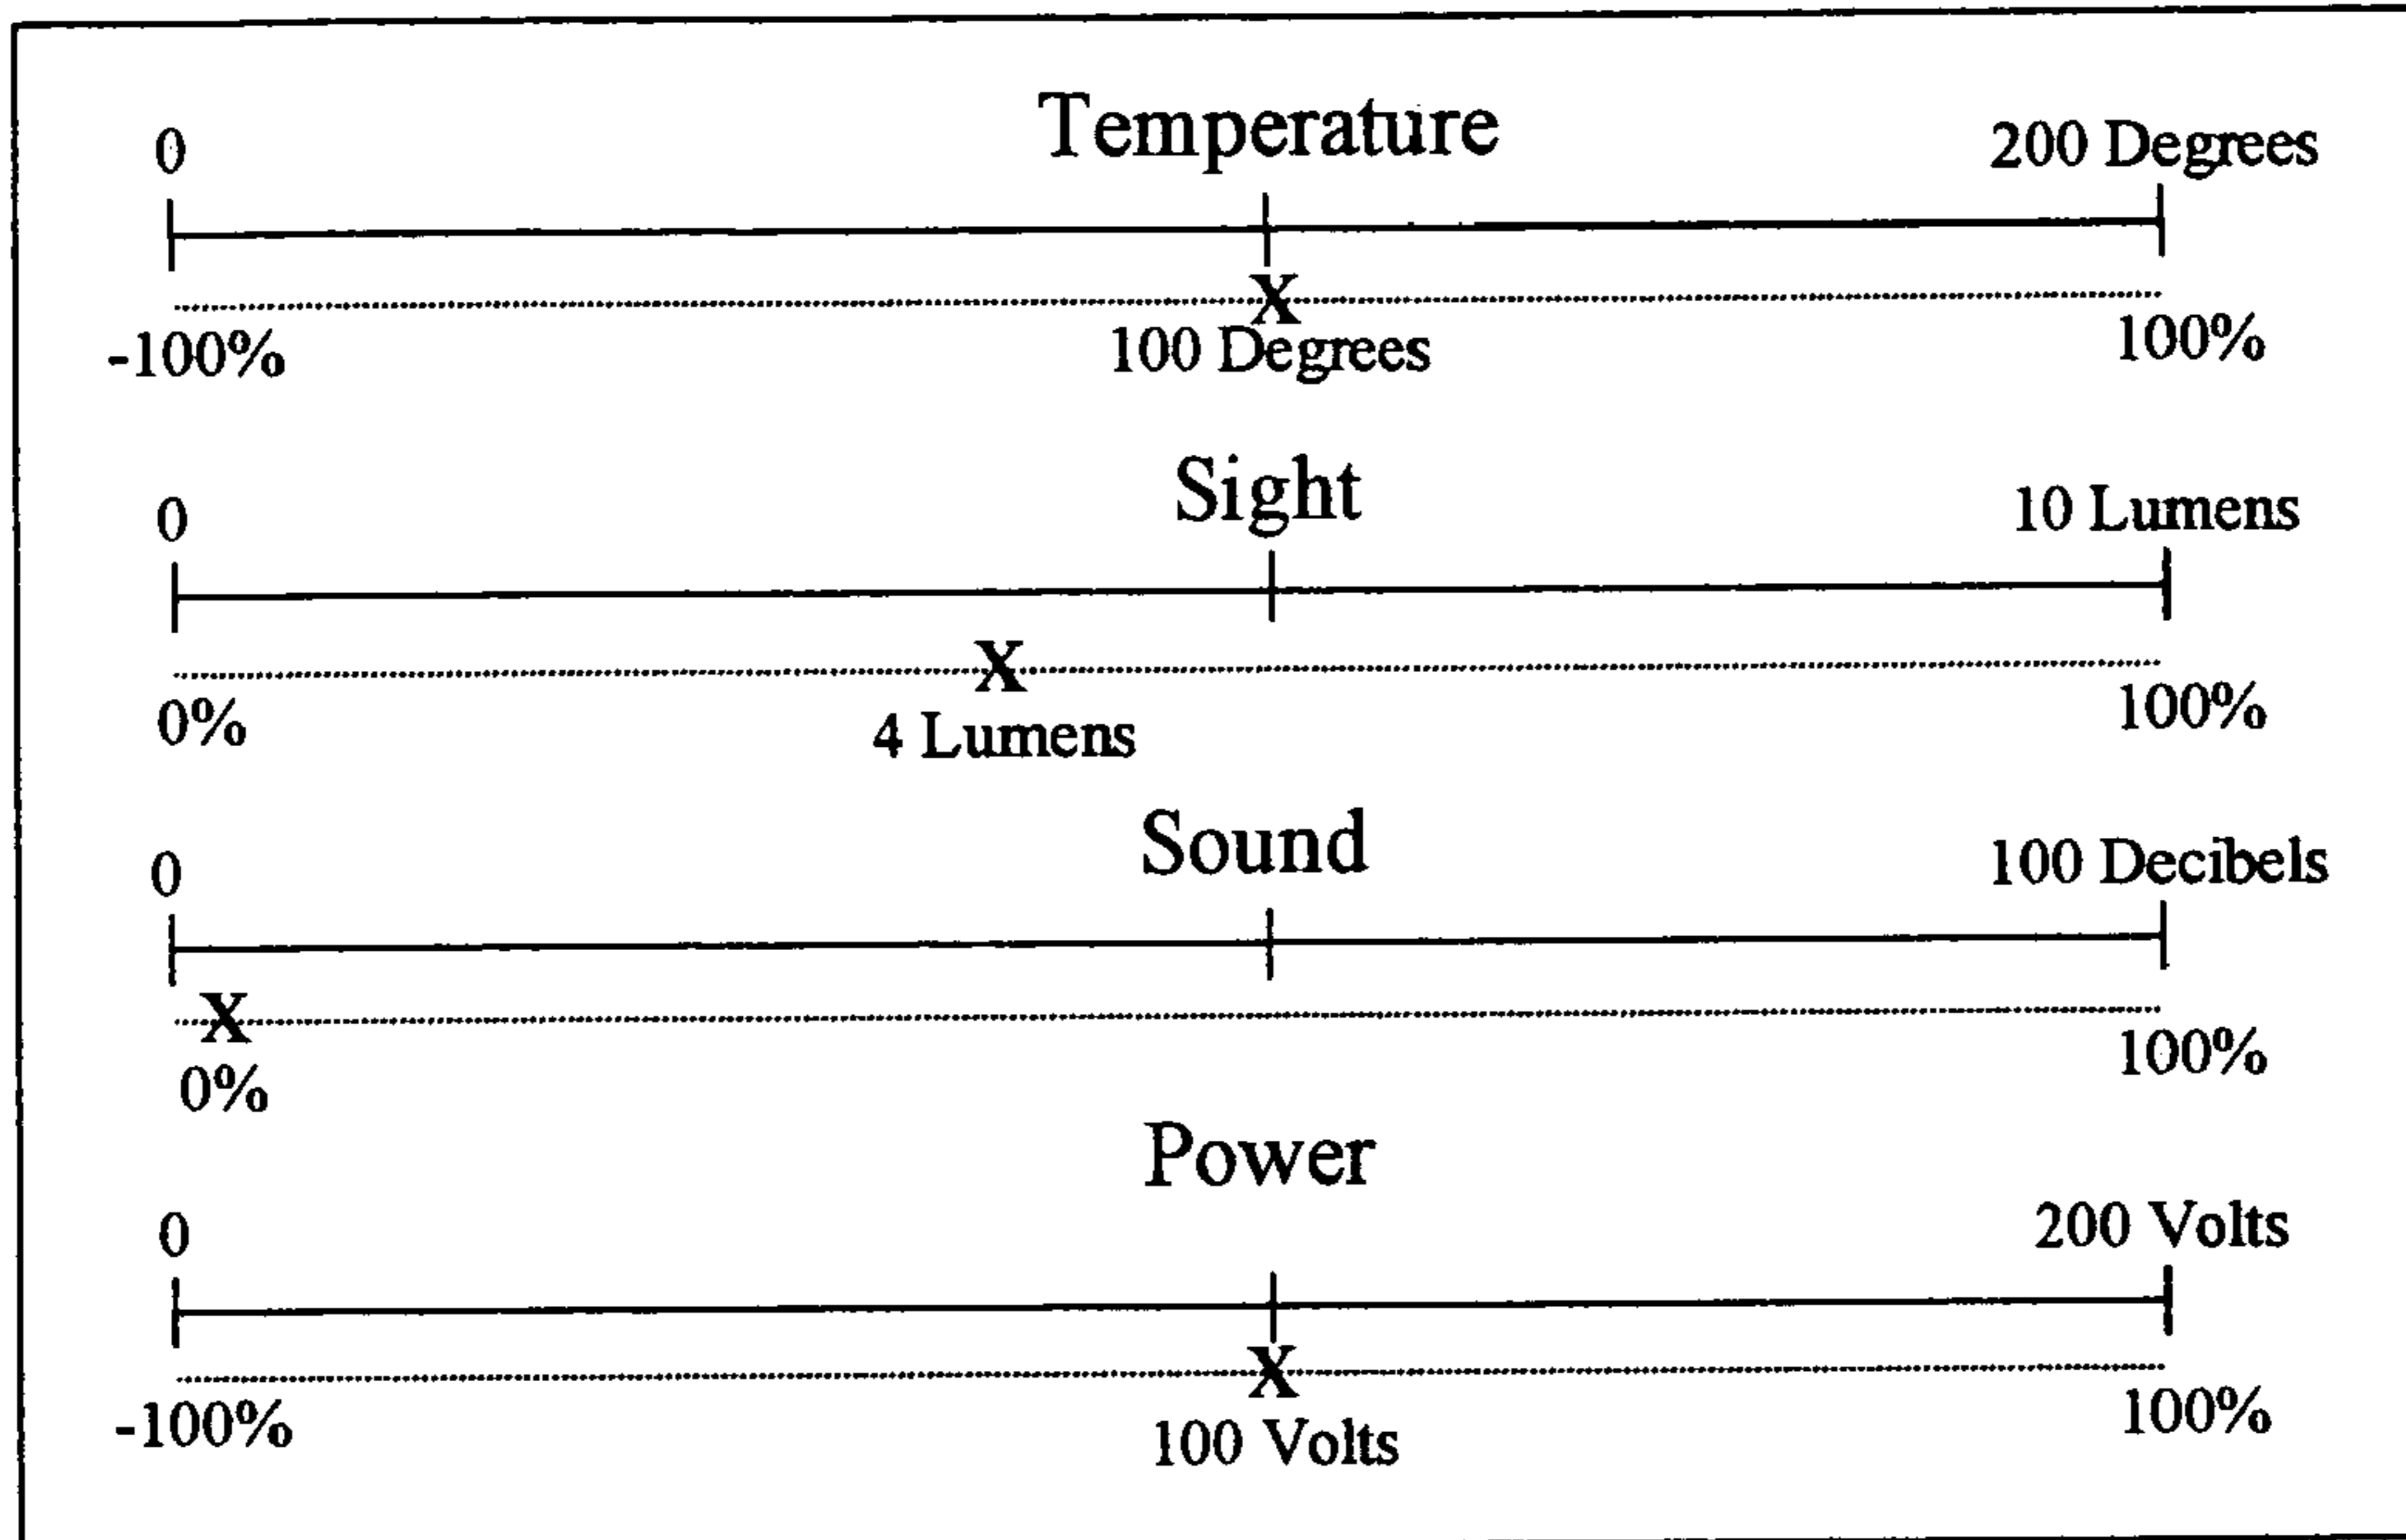 Temperature
0 200 Degrees
X
-100% 100 Degrees 100%
Sight
0 10 Lumens
X
0% 4 Lumens 100%
Sound
0 100 Decibels
X
0% 100%
Power
0 200 Volts
X
-100% 100 Volts 100%